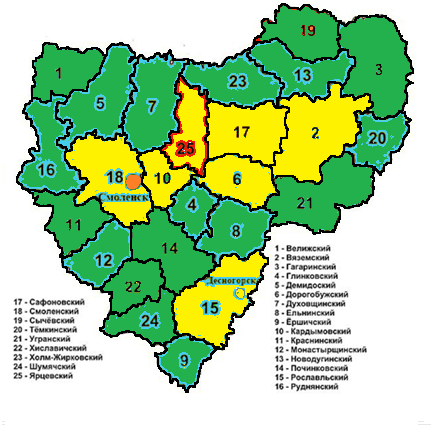 19
1
23
13
3
5
7
17
2
25
20
16
18
10
6
Смоленск
4
21
11
8
12
14
Десногорск
22
15
24
9
1 - Велижский
2 - Вяземский
3 - Гагаринский
4 - Глинковский
5 - Демидоский
6 - Дорогобужский
7 - Духовщинский
8 - Ельнинский
9 - Ёршичский
10 - Кардымовский
11 - Краснинский
12 - Монастырщинский
13 - Новодугинский
14 - Починковский
15 - Рославльский
16 - Руднянский
17 - Сафоновский
18 - Смоленский
19 - Сычёвский
20 - Тёмкинский
21 - Угранский
22 - Хиславичский
23 - Холм-Жирховский
24 - Шумячский
25 - Ярцевский